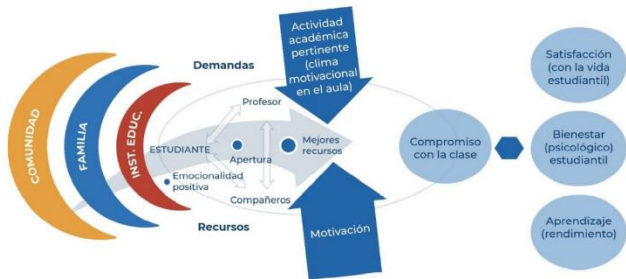 COMUNIDAD
FAMILIA
INST. EDUC.
Demandas
Profesor
ESTUDIANTE
Apertura
Emocionalidad
positiva
Compañeros
Recursos
Mejores
recursos
Actividad
académica
pertinente
(clima
motivacional
en el aula)
Motivación
Compromiso
con la clase
Satisfacción
(con la vida
estudiantil)
Bienestar
(psicológico)
estudiantil
Aprendizaje
(rendimiento)